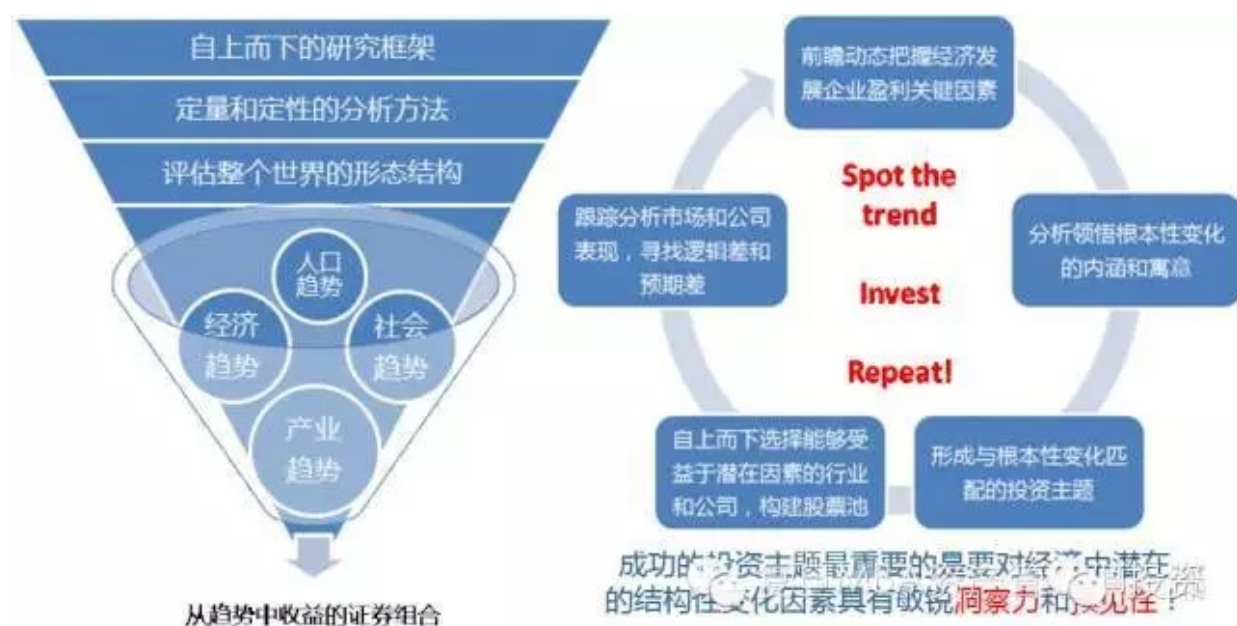 自上而下的研究框架
定量和定性的分析方法
评估整个世界的形态结构
人口
趋势
经济
趋势
社会
趋势
产业
趋势
从趋势中收益的证券组合
前瞻动态把握经济发
展企业盈利关键因素
分析领悟根本性变化
的内涵和寓意
形成与根本性变化匹
配的投资主题
自上而下选择能够受
益于潜在因素的行业
和公司，构建股票池
跟踪分析市场和公司
表现，寻找逻辑差和
预期差
Spot the
trend
Invest
Repeat!
成功的投资主题最重要的是要对经济中潜在
的结构性变化因素具有敏锐洞察力和预见性！
投资